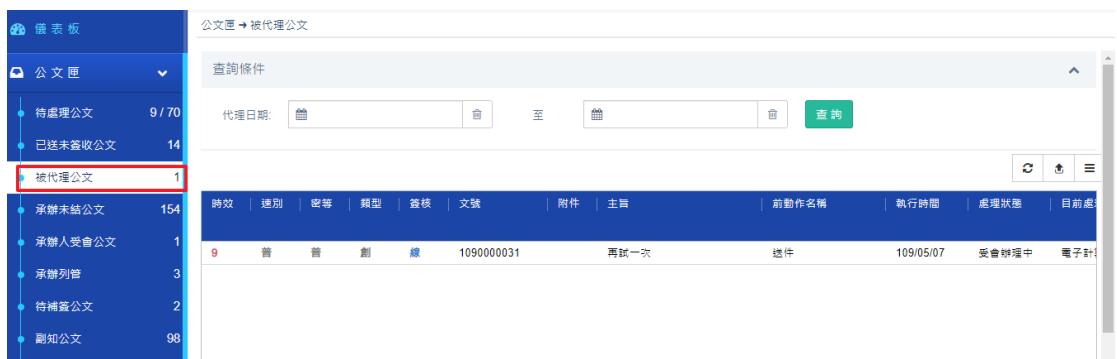 儀表板
公文匣
待處理公文 9 / 70
已送未簽收公文 14
被代理公文 1
承辦未結公文 154
承辦人受會公文 1
承辦列管 3
待補簽公文 2
副知公文 98
公文匣 ➔ 被代理公文
查詢條件
代理日期: 至 查詢
時效 速別 密等 類型 簽核 文號 附件 主旨 前動作名稱 執行時間 處理狀態
9 普 普 創 線 1090000031 再試一次 送件 109/05/07 受會辦理中